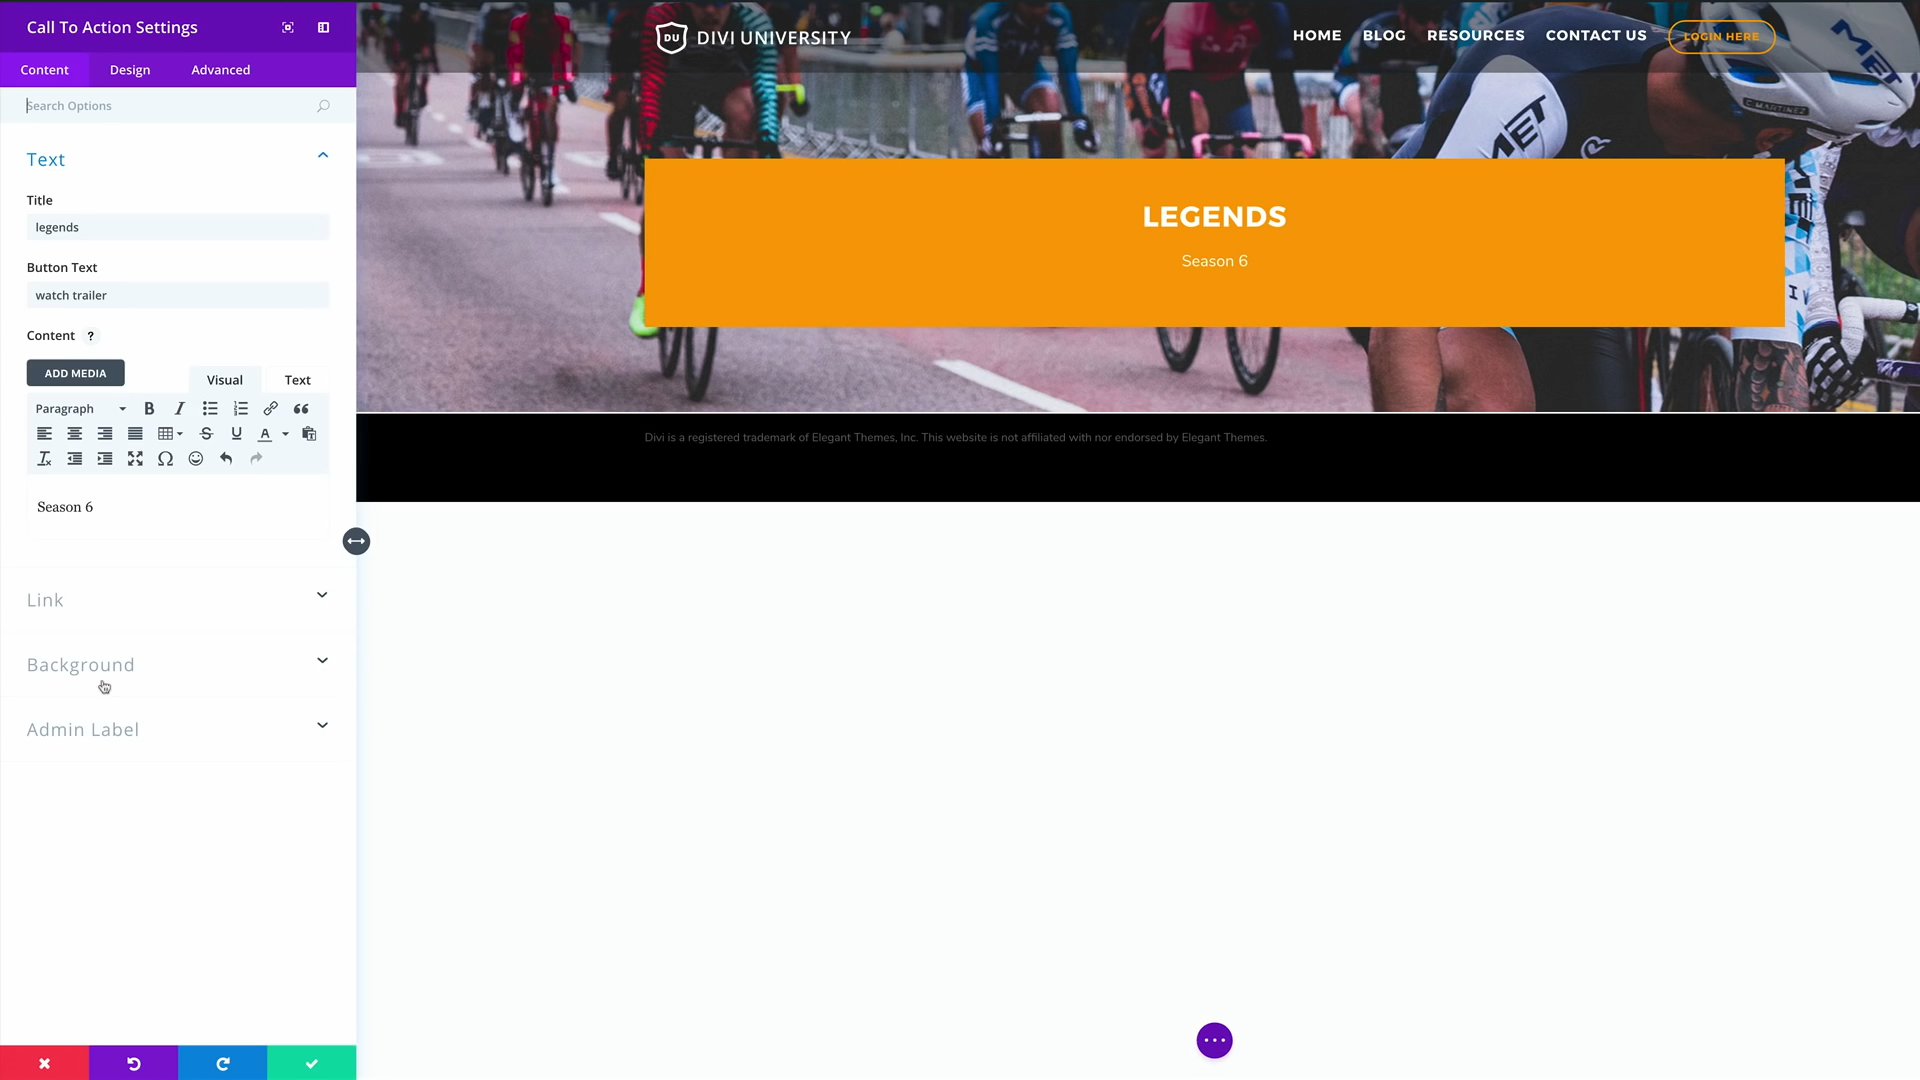 Call To Action Settings
Content
Design
Advanced
Search Options
Text
Title
legends
Button Text
watch trailer
Content ?
ADD MEDIA
Visual
Text
Paragraph
Season 6
Link
Background
Admin Label
DU DIVI UNIVERSITY
HOME
BLOG
RESOURCES
CONTACT US
LOGIN HERE
MET
C. MARTINEZ
MET
LEGENDS
Season 6
Divi is a registered trademark of Elegant Themes, Inc. This website is not affiliated with nor endorsed by Elegant Themes.